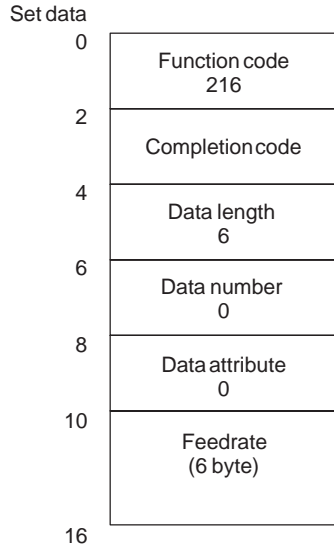 Set data
0
Function code
216
2
Completion code
4
Data length
6
6
Data number
0
8
Data attribute
0
10
Feedrate
(6 byte)
16